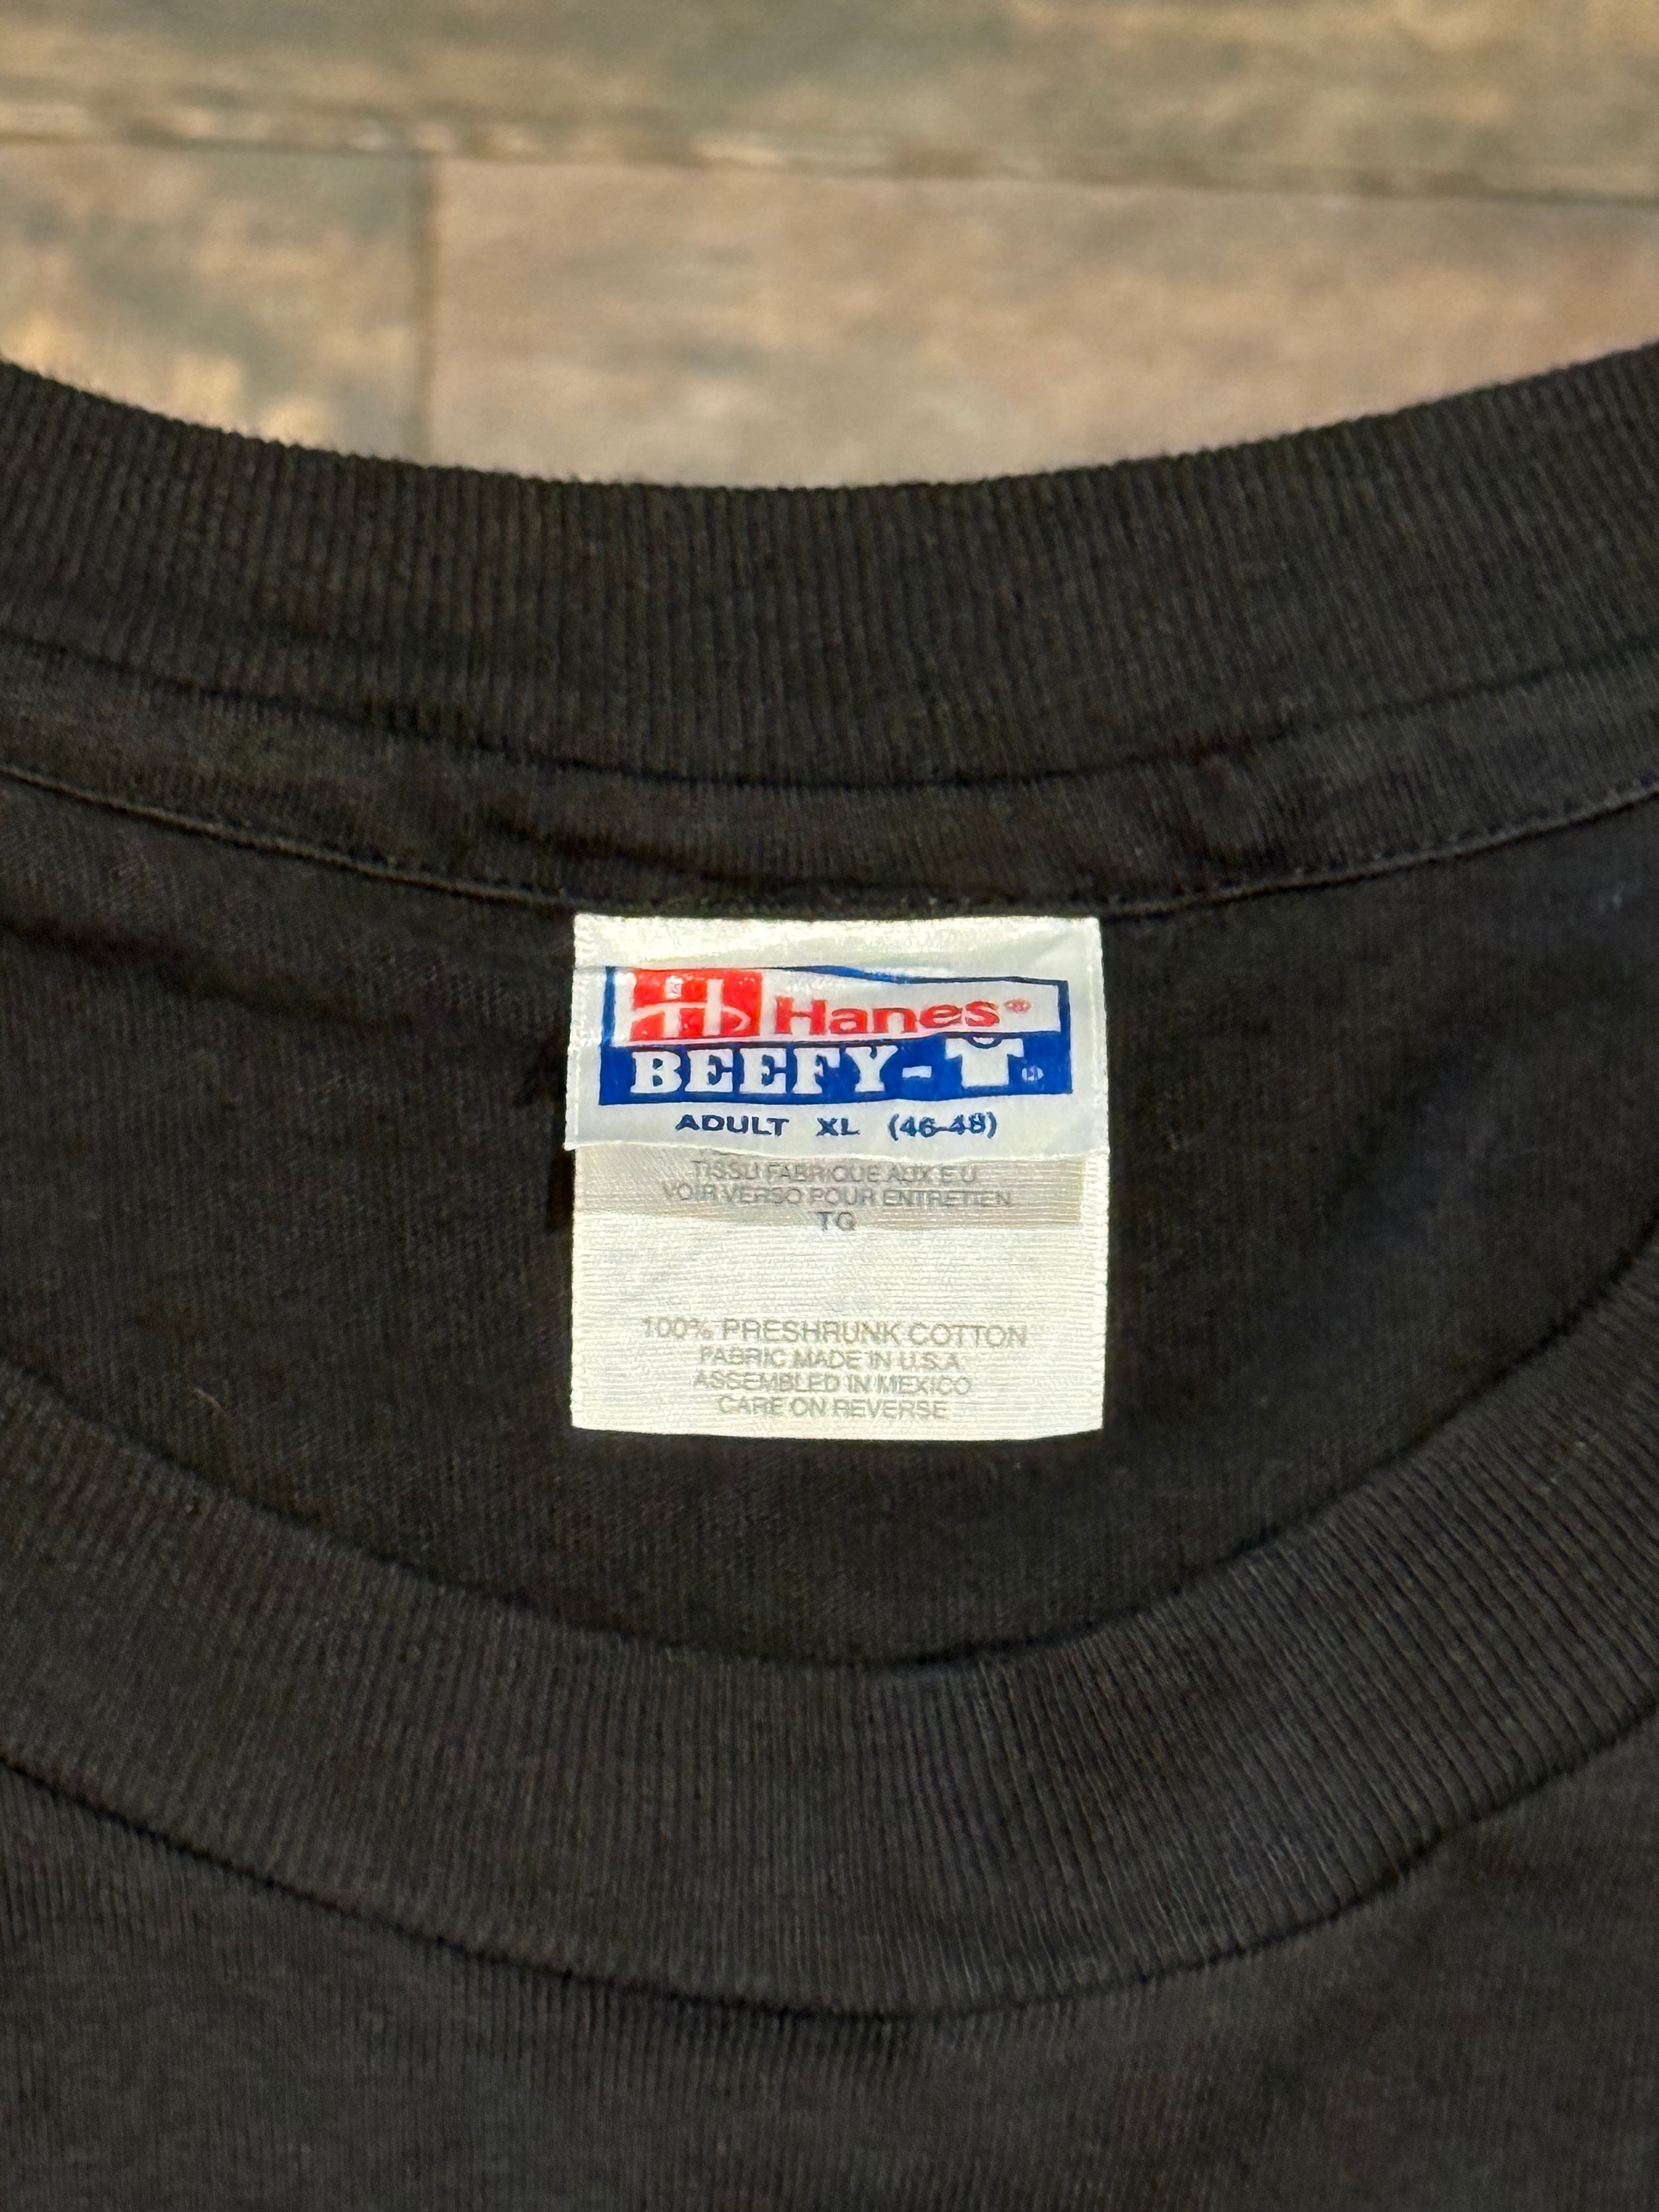 H Hanes®
BEEFY-T®
ADULT XL (46-48)
TISSU FABRIQUE AUX E U
VOIR VERSO POUR ENTRETIEN
TG
100% PRESHRUNK COTTON
FABRIC MADE IN U.S.A.
ASSEMBLED IN MEXICO
CARE ON REVERSE